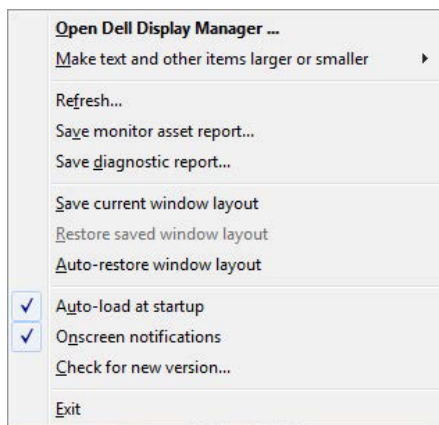 Open Dell Display Manager ...
Make text and other items larger or smaller
Refresh...
Save monitor asset report...
Save diagnostic report...
Save current window layout
Restore saved window layout
Auto-restore window layout
Auto-load at startup
Onscreen notifications
Check for new version...
Exit